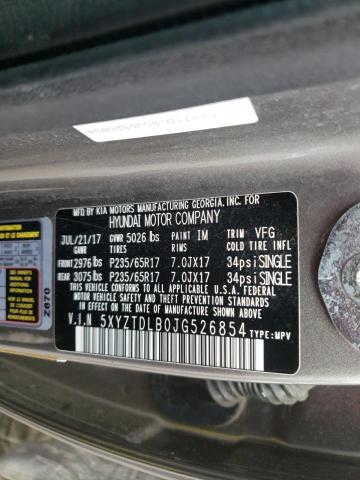 MFD. BY KIA MOTORS MANUFACTURING GEORGIA, INC. FOR
HYUNDAI MOTOR COMPANY
JUL/21/17 GVWR 5026 lbs PAINT IM TRIM VFG
GAWR TIRES RIMS COLD TIRE INFL
FRONT 2976 lbs P235/65R17 7.0JX17 34psi SINGLE
REAR 3075 lbs P235/65R17 7.0JX17 34psi SINGLE
THIS VEHICLE CONFORMS TO ALL APPLICABLE
U.S.A. FEDERAL MOTOR VEHICLE SAFETY
STANDARDS IN EFFECT ON THE DATE OF
MANUFACTURE SHOWN ABOVE.
V.I.N 5XYZTDLB0JG526854 TYPE:MPV
Z670